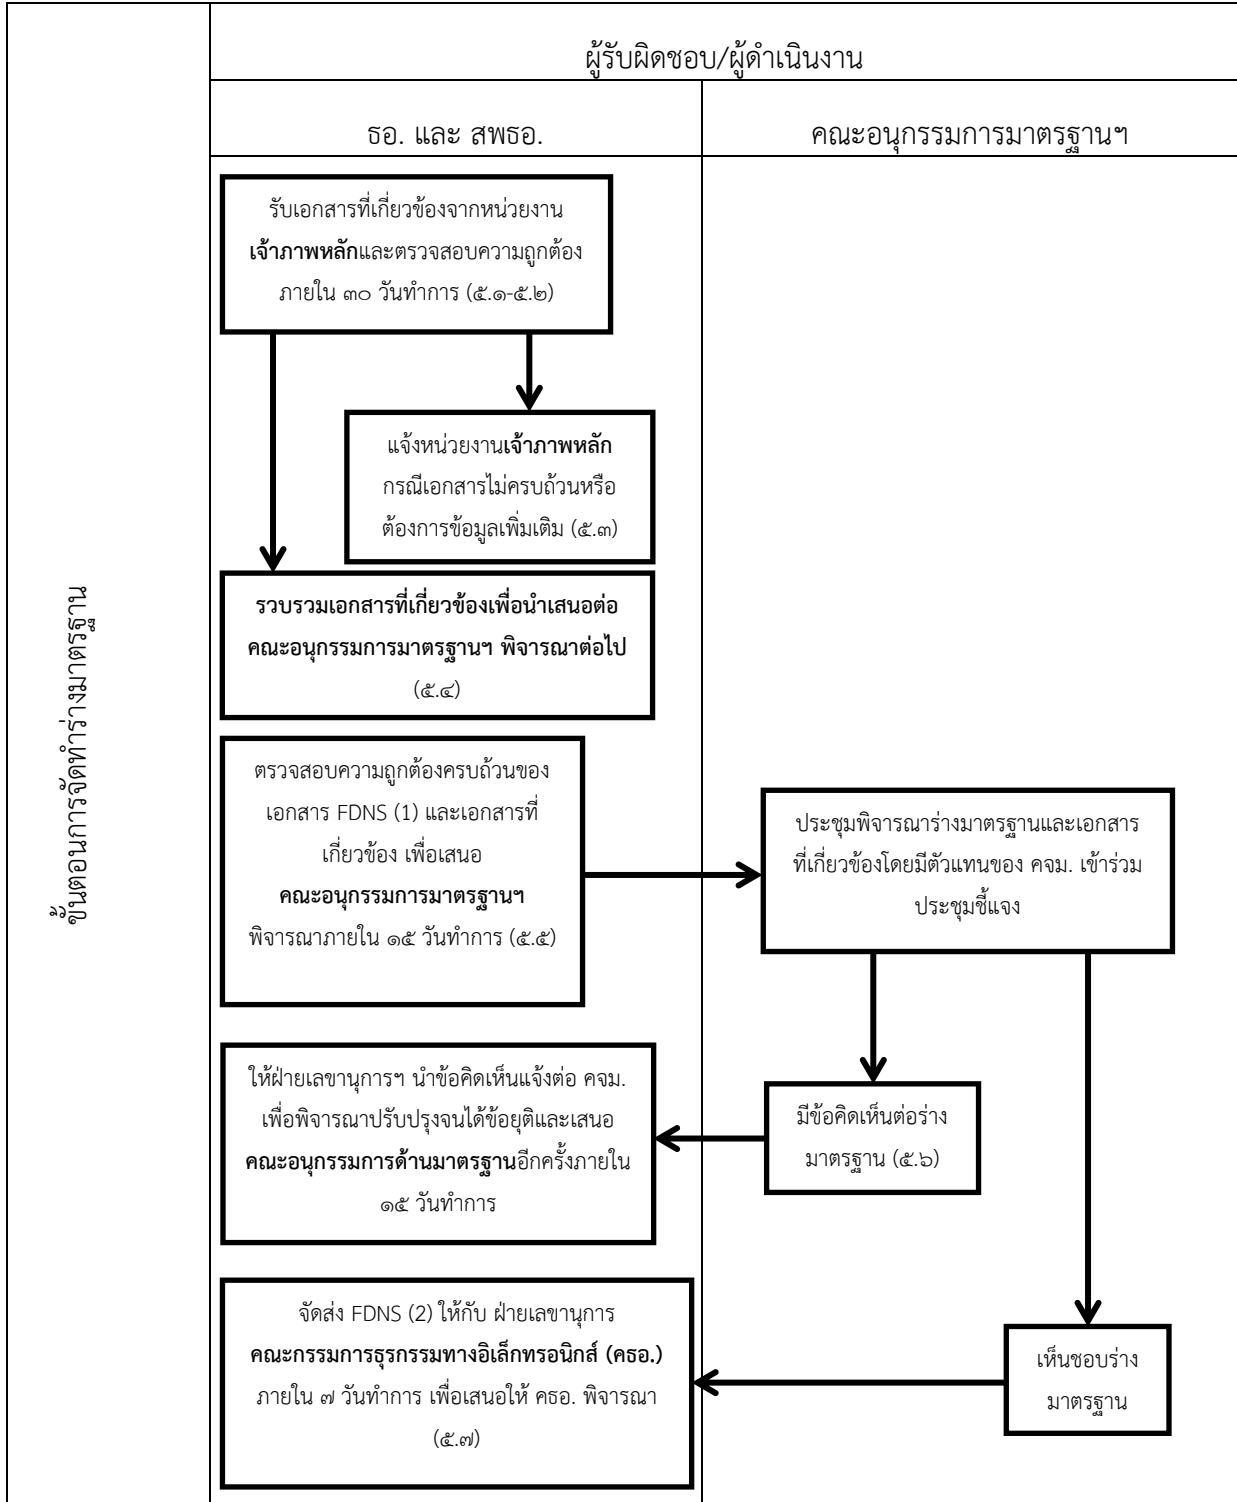 ผู้รับผิดชอบ/ผู้ดำเนินงาน
ธอ. และ สพธอ.
คณะอนุกรรมการมาตรฐานฯ
ขั้นตอนการจัดทำร่างมาตรฐาน
รับเอกสารที่เกี่ยวข้องจากหน่วยงาน
เจ้าภาพหลักและตรวจสอบความถูกต้อง
ภายใน ๓๐ วันทำการ (๕.๑-๕.๒)
แจ้งหน่วยงานเจ้าภาพหลัก
กรณีเอกสารไม่ครบถ้วนหรือ
ต้องการข้อมูลเพิ่มเติม (๕.๓)
รวบรวมเอกสารที่เกี่ยวข้องเพื่อนำเสนอต่อ
คณะอนุกรรมการมาตรฐานฯ พิจารณาต่อไป
(๕.๔)
ตรวจสอบความถูกต้องครบถ้วนของ
เอกสาร FDNS (1) และเอกสารที่
เกี่ยวข้อง เพื่อเสนอ
คณะอนุกรรมการมาตรฐานฯ
พิจารณาภายใน ๑๕ วันทำการ (๕.๕)
ประชุมพิจารณาร่างมาตรฐานและเอกสาร
ที่เกี่ยวข้องโดยมีตัวแทนของ คจม. เข้าร่วม
ประชุมชี้แจง
ให้ฝ่ายเลขานุการฯ นำข้อคิดเห็นแจ้งต่อ คจม.
เพื่อพิจารณาปรับปรุงจนได้ข้อยุติและเสนอ
คณะอนุกรรมการด้านมาตรฐานอีกครั้งภายใน
๑๕ วันทำการ
มีข้อคิดเห็นต่อร่าง
มาตรฐาน (๕.๖)
จัดส่ง FDNS (2) ให้กับ ฝ่ายเลขานุการ
คณะกรรมการธุรกรรมทางอิเล็กทรอนิกส์ (คธอ.)
ภายใน ๗ วันทำการ เพื่อเสนอให้ คธอ. พิจารณา
(๕.๗)
เห็นชอบร่าง
มาตรฐาน